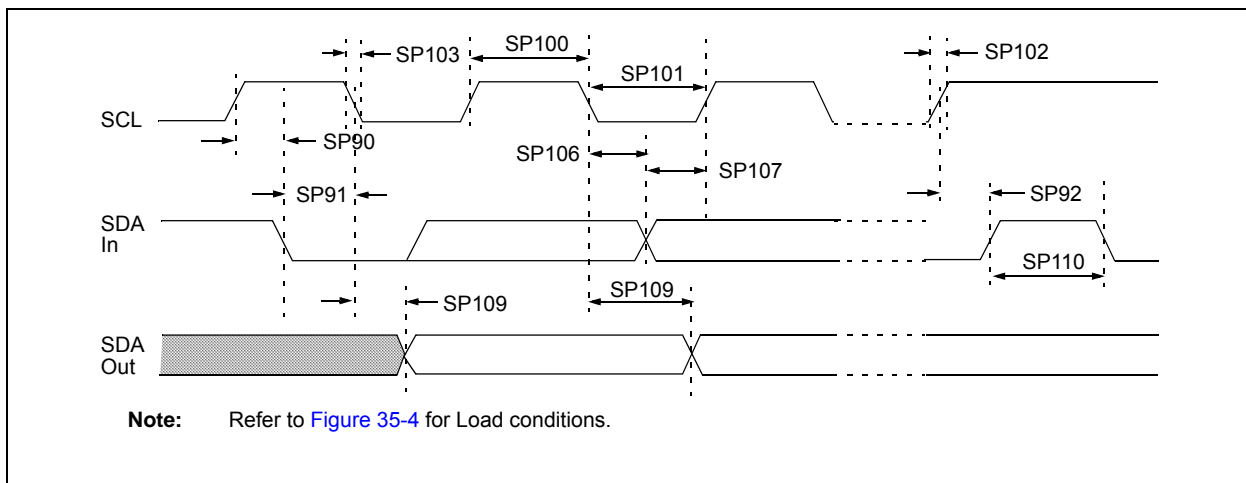 SP103
SP100
SP102
SP101
SCL
SP90
SP106
SP107
SP91
SP92
SDA
In
SP110
SP109
SP109
SDA
Out
Note: Refer to Figure 35-4 for Load conditions.